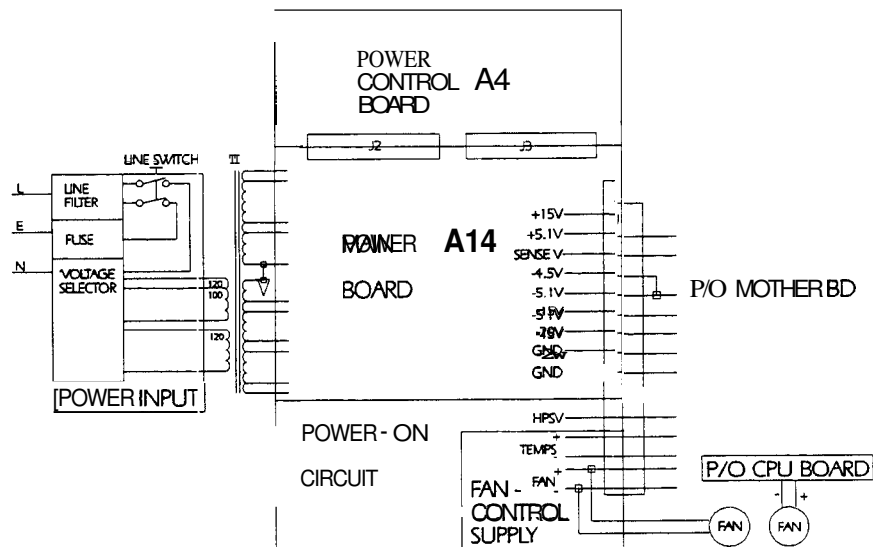 POWER
CONTROL A4
BOARD
J2
J3
LINE SWITCH
L
LINE
FILTER
E
FUSE
N
VOLTAGE
SELECTOR
120
100
120
[POWER INPUT]
POWER A14
BOARD
+15V
+5.1V
SENSE V
-4.5V
-5.1V
GND
GND
P/O MOTHER BD
HPSV
+
TEMPS
-
+
FAN
-
POWER-ON
CIRCUIT
FAN-
CONTROL
SUPPLY
P/O CPU BOARD
- +
FAN
FAN